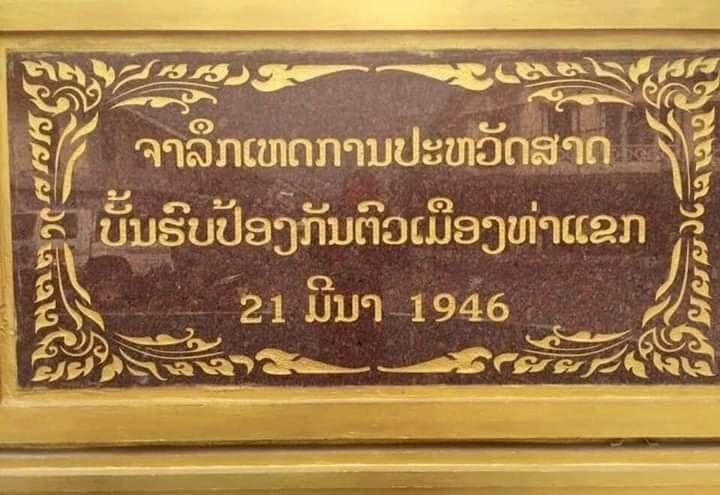 ຈາລຶກເຫດການປະຫວັດສາດ
ບັ້ນຮົບປ້ອງກັນຕົວເມືອງທ່າແຂກ
21 ມີນາ 1946